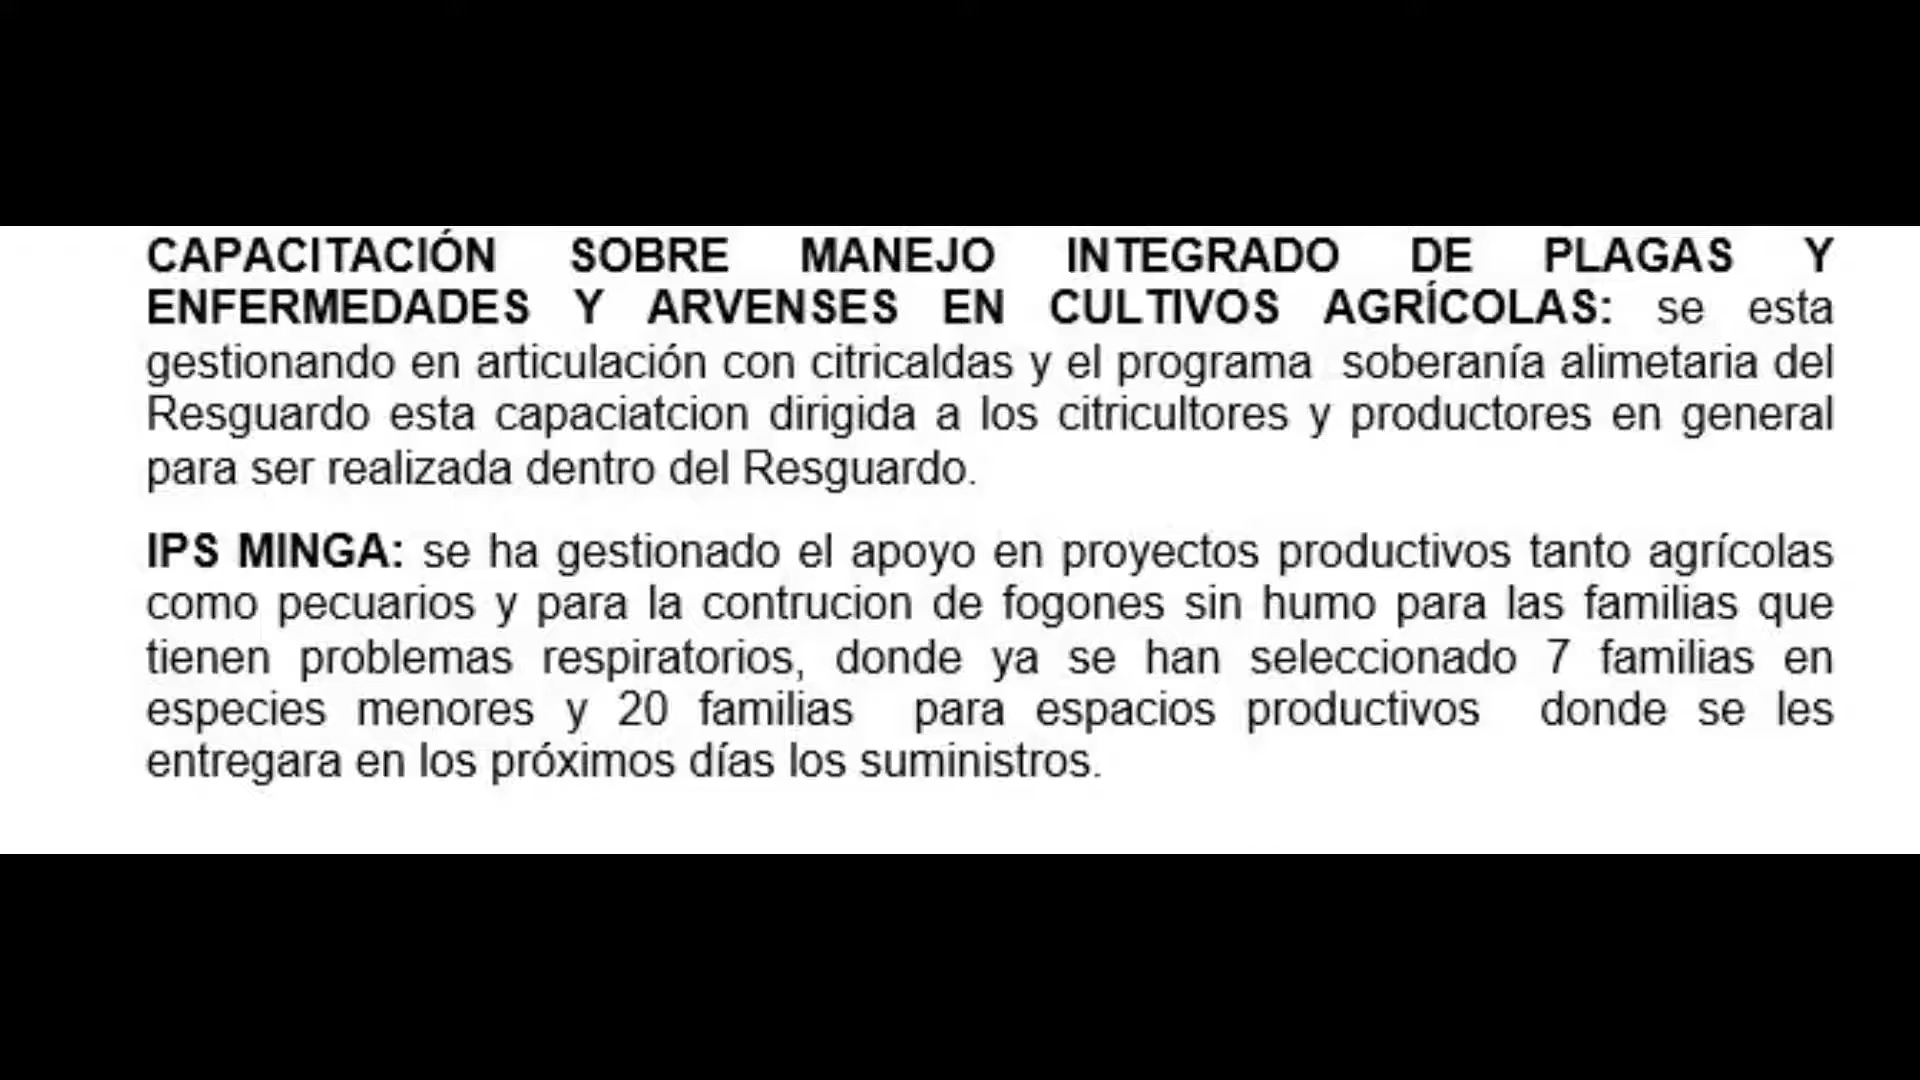 CAPACITACIÓN SOBRE MANEJO INTEGRADO DE PLAGAS Y
ENFERMEDADES Y ARVENSES EN CULTIVOS AGRÍCOLAS: se esta
gestionando en articulación con citricaldas y el programa soberanía alimetaria del
Resguardo esta capaciatcion dirigida a los citricultores y productores en general
para ser realizada dentro del Resguardo.
IPS MINGA: se ha gestionado el apoyo en proyectos productivos tanto agrícolas
como pecuarios y para la contrucion de fogones sin humo para las familias que
tienen problemas respiratorios, donde ya se han seleccionado 7 familias en
especies menores y 20 familias para espacios productivos donde se les
entregara en los próximos días los suministros.